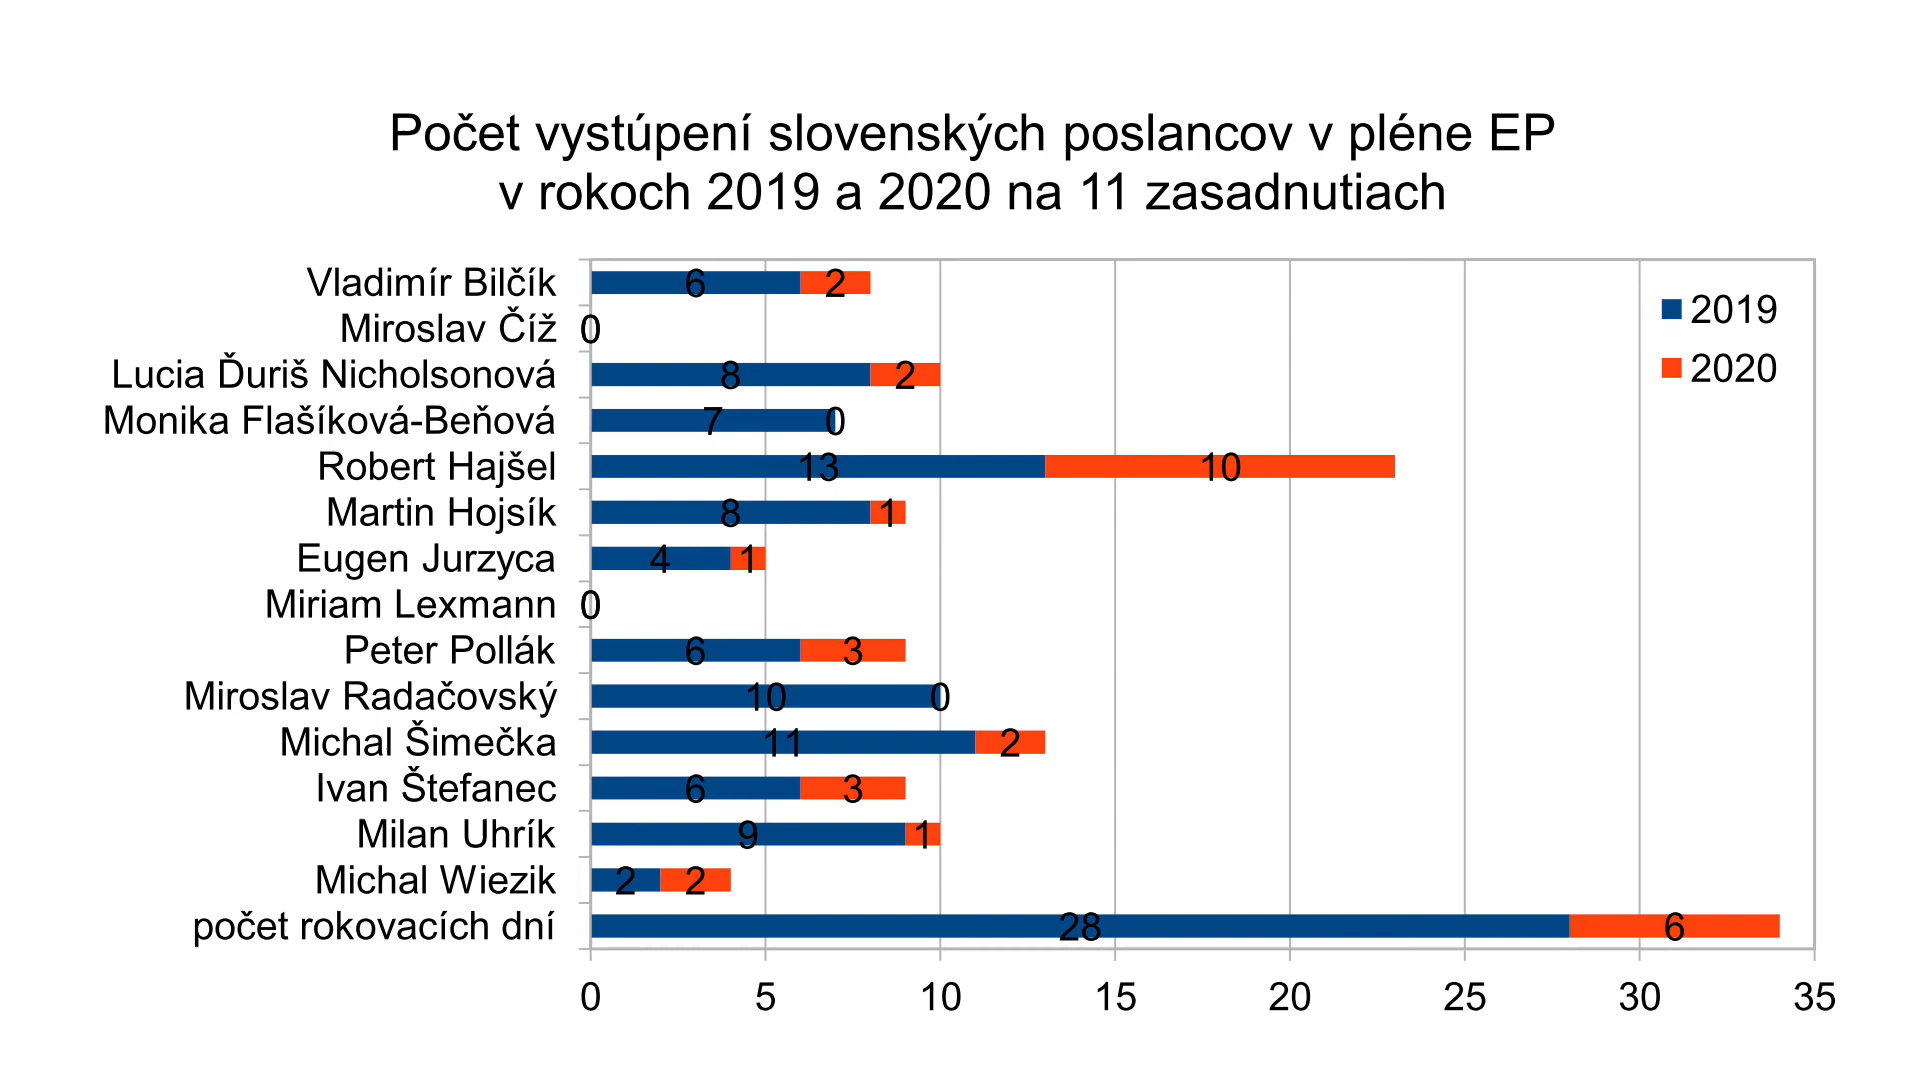 Počet vystúpení slovenských poslancov v pléne EP
v rokoch 2019 a 2020 na 11 zasadnutiach
2019
2020
Vladimír Bilčík 6 2
Miroslav Číž 0
Lucia Ďuriš Nicholsonová 8 2
Monika Flašíková-Beňová 7 0
Robert Hajšel 13 10
Martin Hojsík 8 1
Eugen Jurzyca 4 1
Miriam Lexmann 0
Peter Pollák 6 3
Miroslav Radačovský 10 0
Michal Šimečka 11 2
Ivan Štefanec 6 3
Milan Uhrík 9 1
Michal Wiezik 2 2
počet rokovacích dní 28 6
0 5 10 15 20 25 30 35